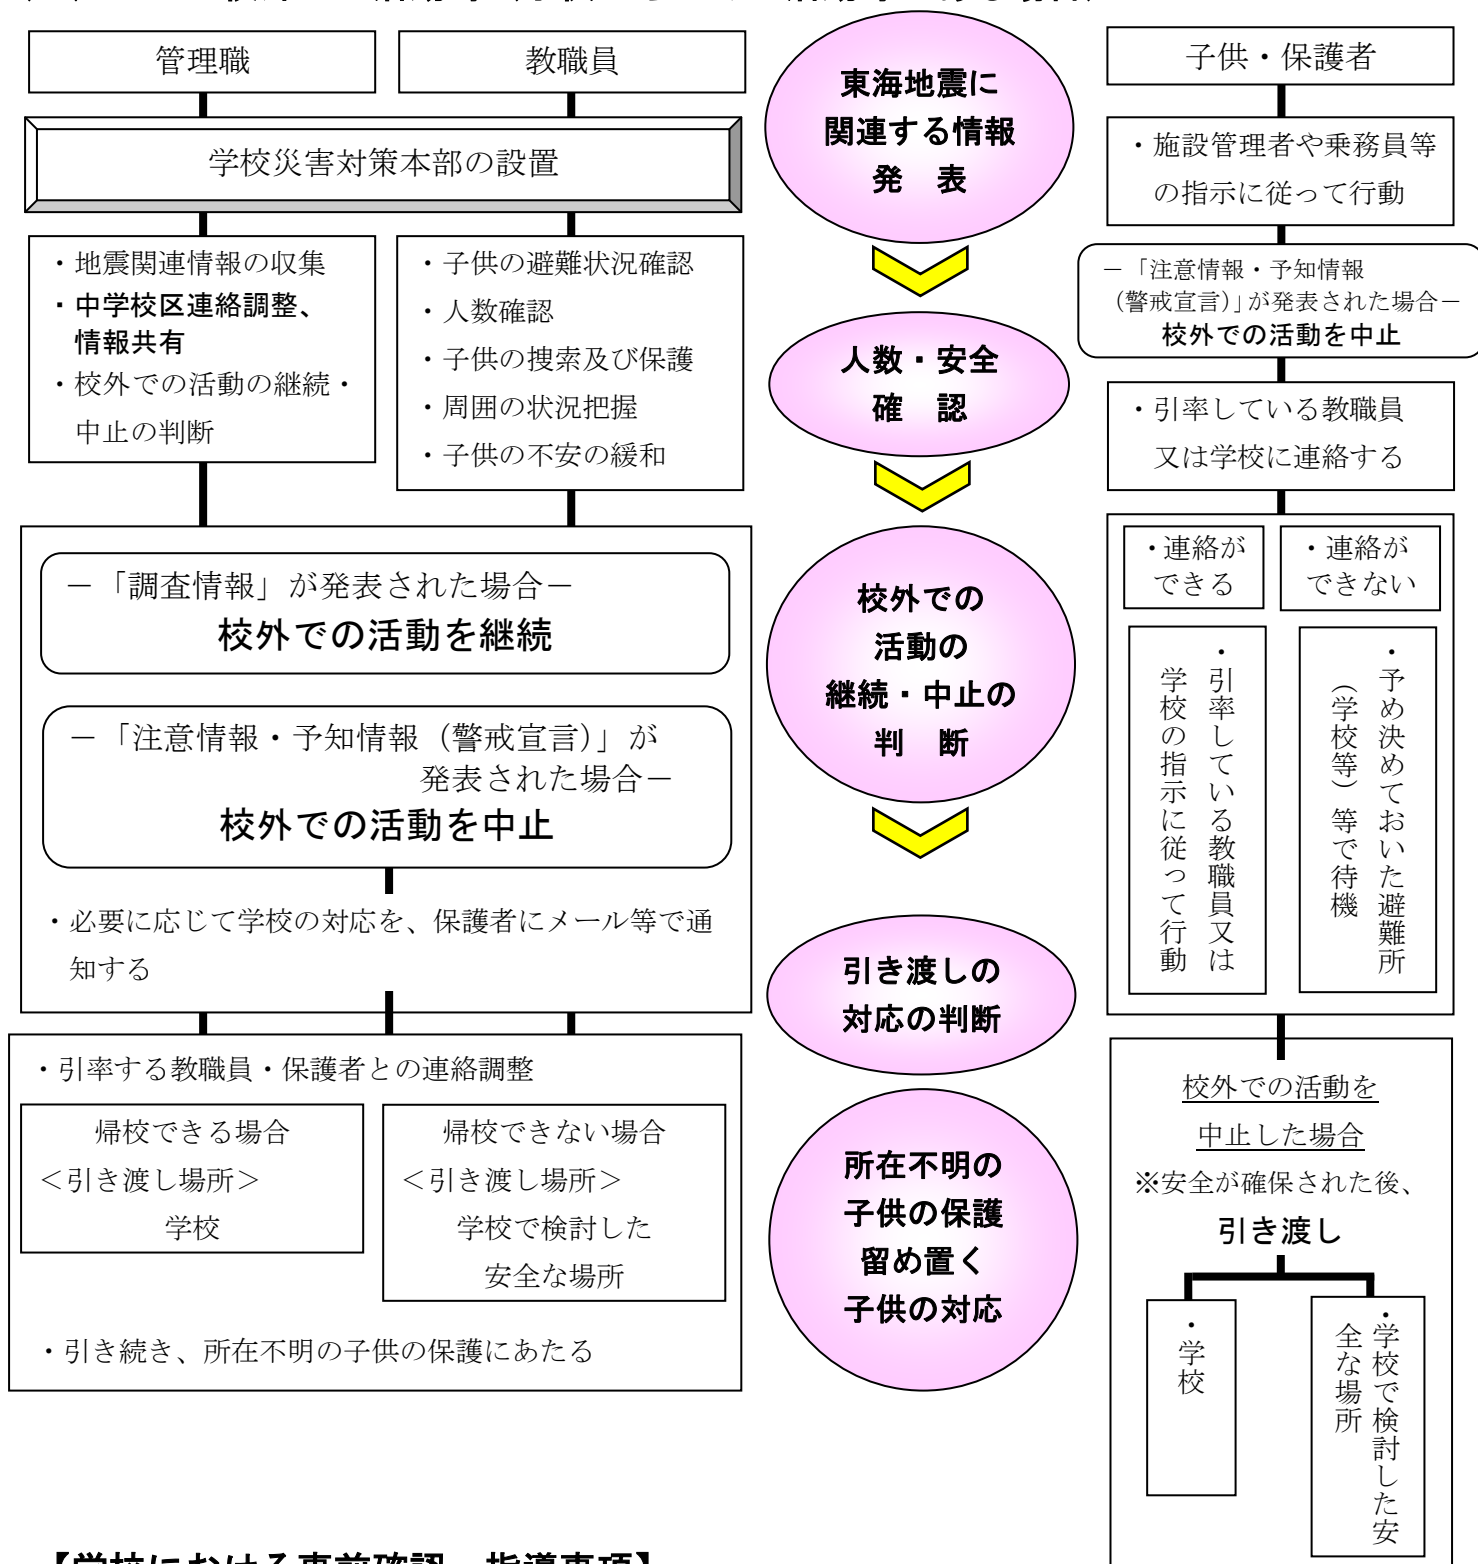 管理職
教職員
学校災害対策本部の設置
・地震関連情報の収集
・中学校区連絡調整、
情報共有
・校外での活動の継続・
中止の判断
・子供の避難状況確認
・人数確認
・子供の捜索及び保護
・周囲の状況把握
・子供の不安の緩和
－「調査情報」が発表された場合－
校外での活動を継続
－「注意情報・予知情報（警戒宣言）」が
発表された場合－
校外での活動を中止
・必要に応じて学校の対応を、保護者にメール等で通
知する
・引率する教職員・保護者との連絡調整
帰校できる場合
＜引き渡し場所＞
学校
帰校できない場合
＜引き渡し場所＞
学校で検討した
安全な場所
・引き続き、所在不明の子供の保護にあたる
東海地震に
関連する情報
発　表
人数・安全
確　認
校外での
活動の
継続・中止の
判　断
引き渡しの
対応の判断
所在不明の
子供の保護
留め置く
子供の対応
子供・保護者
・施設管理者や乗務員等
の指示に従って行動
－「注意情報・予知情報
（警戒宣言）」が発表された場合－
校外での活動を中止
・引率している教職員
又は学校に連絡する
・連絡が
できる
・連絡が
できない
・引率している教職員又は
学校の指示に従って行動
・予め決めておいた避難所
（学校等）等で待機
校外での活動を
中止した場合
※安全が確保された後、
引き渡し
・学校
・学校で検討した安
全な場所